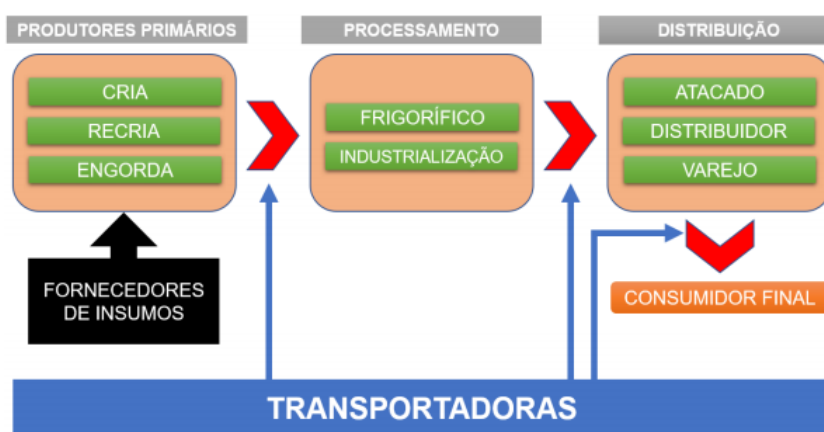 PRODUTORES PRIMÁRIOS
CRIA
RECRIA
ENGORDA
FORNECEDORES
DE INSUMOS
PROCESSAMENTO
FRIGORÍFICO
INDUSTRIALIZAÇÃO
DISTRIBUIÇÃO
ATACADO
DISTRIBUIDOR
VAREJO
CONSUMIDOR FINAL
TRANSPORTADORAS